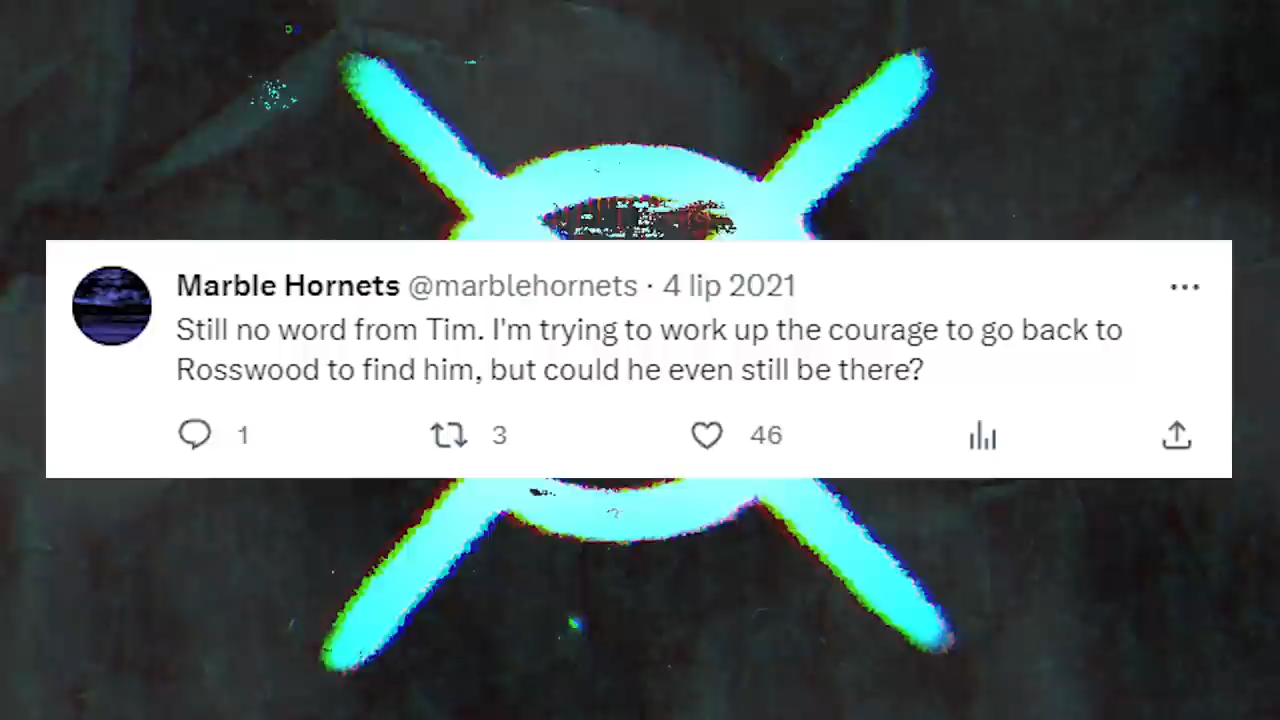 Marble Hornets @marblehornets · 4 lip 2021
Still no word from Tim. I'm trying to work up the courage to go back to
Rosswood to find him, but could he even still be there?
1 3 46